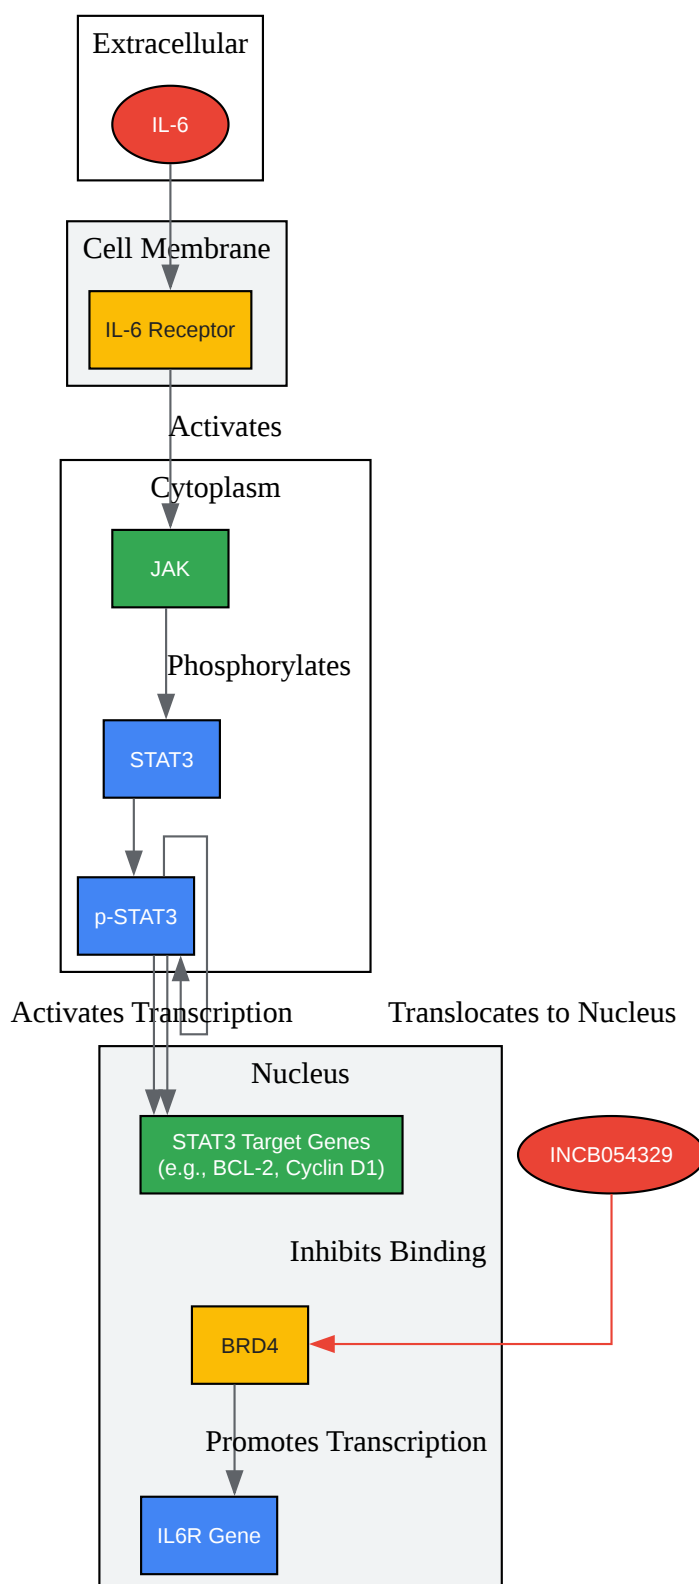 Extracellular
IL-6
Cell Membrane
IL-6 Receptor
Activates
Cytoplasm
JAK
Phosphorylates
STAT3
p-STAT3
Activates Transcription
Translocates to Nucleus
Nucleus
STAT3 Target Genes
(e.g., BCL-2, Cyclin D1)
INCB054329
Inhibits Binding
BRD4
Promotes Transcription
IL6R Gene